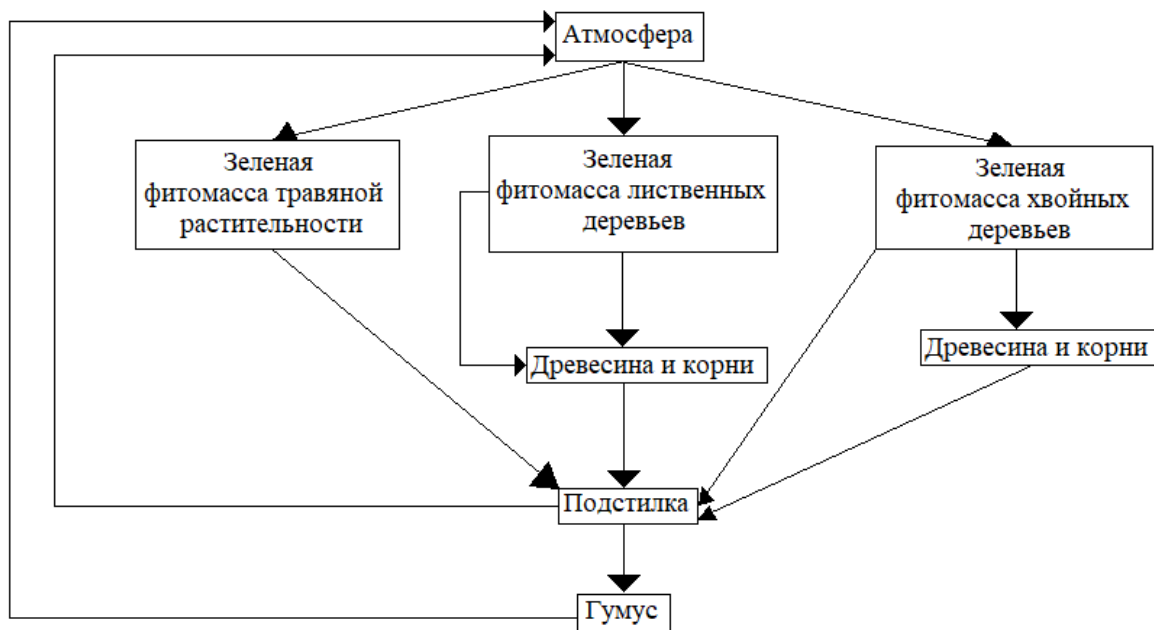 Атмосфера
Зеленая
фитомасса травяной
растительности
Зеленая
фитомасса лиственных
деревьев
Зеленая
фитомасса хвойных
деревьев
Древесина и корни
Древесина и корни
Подстилка
Гумус